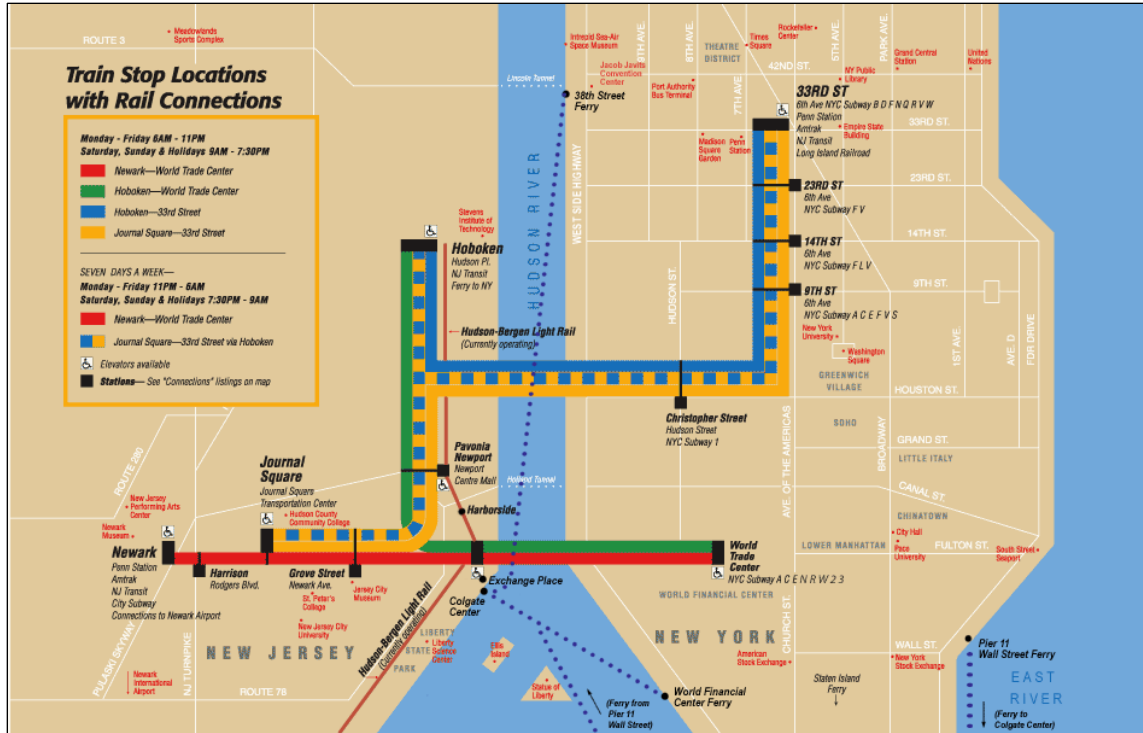 Train Stop Locations
with Rail Connections
Monday - Friday 6AM - 11PM
Saturday, Sunday & Holidays 9AM - 7:30PM
Newark—World Trade Center
Hoboken—World Trade Center
Hoboken—33rd Street
Journal Square—33rd Street
SEVEN DAYS A WEEK—
Monday - Friday 11PM - 6AM
Saturday, Sunday & Holidays 7:30PM - 9AM
Newark—World Trade Center
Journal Square—33rd Street via Hoboken
Elevators available
Stations— See "Connections" listings on map
ROUTE 3
Meadowlands
Sports Complex
Lincoln Tunnel
Intrepid Sea-Air
Space Museum
Jacob Javits
Convention
Center
38th Street
Ferry
9TH AVE.
8TH AVE.
THEATRE
DISTRICT
Port Authority
Bus Terminal
7TH AVE.
Times
Square
Rockefeller
Center
42ND ST.
5TH AVE.
PARK AVE.
NY Public
Library
Grand Central
Station
United
Nations
33RD ST
6th Ave NYC Subway B D F N Q R V W
Penn Station
Amtrak
NJ Transit
Long Island Railroad
33RD ST.
Empire State
Building
Madison
Square
Garden
Penn
Station
23RD ST
6th Ave
NYC Subway F V
23RD ST.
14TH ST
6th Ave
NYC Subway F L V
14TH ST.
9TH ST
6th Ave
NYC Subway A C E F V S
9TH ST.
New York
University
Washington
Square
GREENWICH
VILLAGE
HOUSTON ST.
SOHO
GRAND ST.
LITTLE ITALY
CANAL ST.
CHINATOWN
1ST AVE.
AVE. D
FDR DRIVE
BROADWAY
AVE. OF THE AMERICAS
HUDSON ST.
WEST SIDE HIGHWAY
HUDSON RIVER
Stevens
Institute of
Technology
Hoboken
Hudson Pl.
NJ Transit
Ferry to NY
Hudson-Bergen Light Rail
(Currently operating)
Christopher Street
Hudson Street
NYC Subway 1
Pavonia
Newport
Newport
Centre Mall
Holland Tunnel
Harborside
Journal
Square
Journal Square
Transportation Center
Hudson County
Community College
ROUTE 280
New Jersey
Performing Arts
Center
Newark
Museum
Newark
Penn Station
Amtrak
NJ Transit
City Subway
Connections to Newark Airport
Harrison
Rodgers Blvd.
Grove Street
Newark Ave.
St. Peter's
College
Jersey City
Museum
New Jersey City
University
Exchange Place
Colgate
Center
World
Trade
Center
NYC Subway A C E N R W 2 3
LOWER MANHATTAN
City Hall
Pace
University
FULTON ST.
South Street
Seaport
WORLD FINANCIAL CENTER
CHURCH ST.
WALL ST.
American
Stock Exchange
New York
Stock Exchange
Pier 11
Wall Street Ferry
Staten Island
Ferry
EAST
RIVER
(Ferry to
Colgate Center)
NEW YORK
NEW JERSEY
PULASKI SKYWAY
NJ TURNPIKE
Newark
International
Airport
ROUTE 78
Hudson-Bergen Light Rail
(Currently operating)
LIBERTY
STATE
PARK
Liberty
Science
Center
Ellis
Island
Statue of
Liberty
(Ferry from
Pier 11
Wall Street)
World Financial
Center Ferry